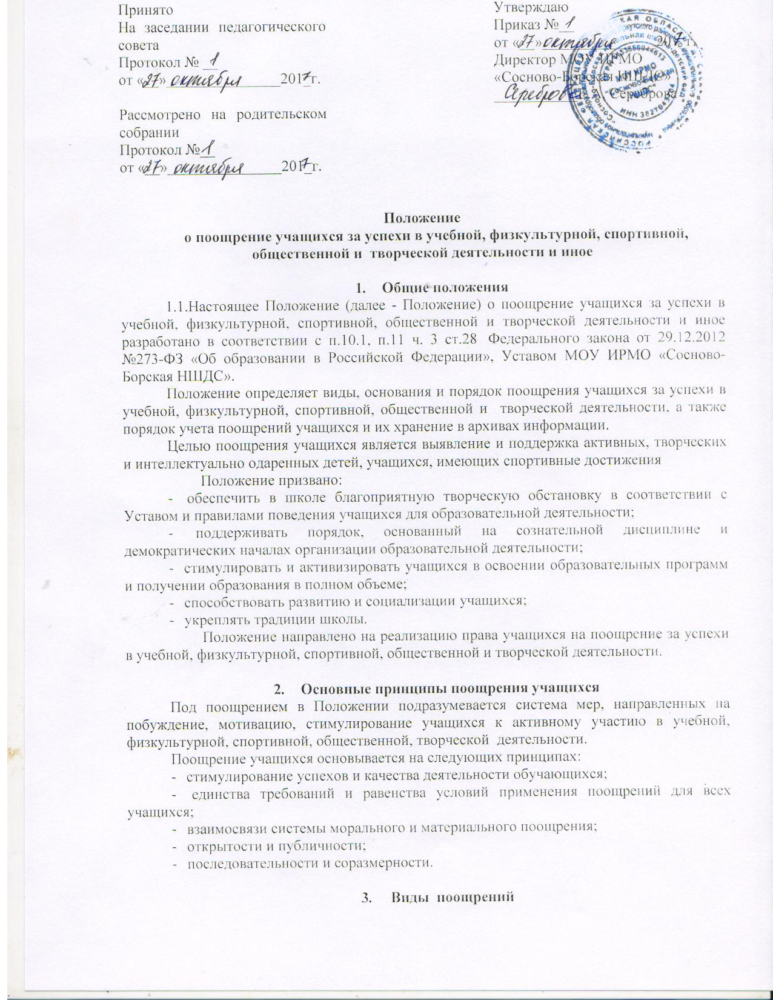 Принято
На заседании педагогического
совета
Протокол № 1
от «27» октября 2017г.
Рассмотрено на родительском
собрании
Протокол № 1
от «27» октября 2017г.
Утверждаю
Приказ № 1
от «27» октября 2017 г.
Директор МОУ ИРМО
«Сосново-Борская НШДС»
Сереброва А. Сереброва
Положение
о поощрение учащихся за успехи в учебной, физкультурной, спортивной,
общественной и творческой деятельности и иное
1. Общие положения
1.1.Настоящее Положение (далее - Положение) о поощрение учащихся за успехи в
учебной, физкультурной, спортивной, общественной и творческой деятельности и иное
разработано в соответствии с п.10.1, п.11 ч. 3 ст.28 Федерального закона от 29.12.2012
№273-ФЗ «Об образовании в Российской Федерации», Уставом МОУ ИРМО «Сосново-
Борская НШДС».
Положение определяет виды, основания и порядок поощрения учащихся за успехи в
учебной, физкультурной, спортивной, общественной и творческой деятельности, а также
порядок учета поощрений учащихся и их хранение в архивах информации.
Целью поощрения учащихся является выявление и поддержка активных, творческих
и интеллектуально одаренных детей, учащихся, имеющих спортивные достижения
Положение призвано:
- обеспечить в школе благоприятную творческую обстановку в соответствии с
Уставом и правилами поведения учащихся для образовательной деятельности;
- поддерживать порядок, основанный на сознательной дисциплине и
демократических началах организации образовательной деятельности;
- стимулировать и активизировать учащихся в освоении образовательных программ
и получении образования в полном объеме;
- способствовать развитию и социализации учащихся;
- укреплять традиции школы.
Положение направлено на реализацию права учащихся на поощрение за успехи
в учебной, физкультурной, спортивной, общественной и творческой деятельности.
2. Основные принципы поощрения учащихся
Под поощрением в Положении подразумевается система мер, направленных на
побуждение, мотивацию, стимулирование учащихся к активному участию в учебной,
физкультурной, спортивной, общественной, творческой деятельности.
Поощрение учащихся основывается на следующих принципах:
- стимулирование успехов и качества деятельности обучающихся;
- единства требований и равенства условий применения поощрений для всех
учащихся;
- взаимосвязи системы морального и материального поощрения;
- открытости и публичности;
- последовательности и соразмерности.
3. Виды поощрений